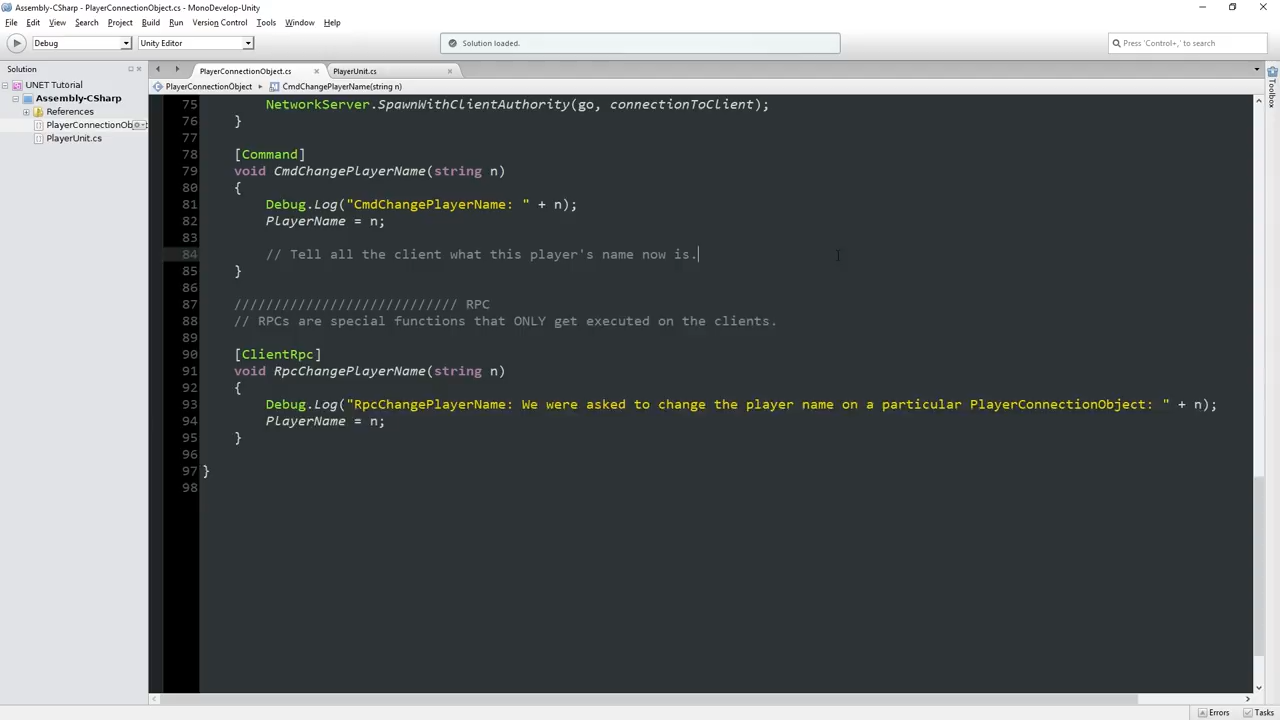 Assembly-CSharp - PlayerConnectionObject.cs - MonoDevelop-Unity
File Edit View Search Project Build Run Version Control Tools Window Help
Debug Unity Editor Solution loaded. Press 'Control+,' to search
Solution PlayerConnectionObject.cs PlayerUnit.cs
UNET Tutorial PlayerConnectionObject CmdChangePlayerName(string n)
Assembly-CSharp
References
PlayerConnectionOb
PlayerUnit.cs
Toolbox
75 NetworkServer.SpawnWithClientAuthority(go, connectionToClient);
76 }
77
78 [Command]
79 void CmdChangePlayerName(string n)
80 {
81 Debug.Log("CmdChangePlayerName: " + n);
82 PlayerName = n;
83
84 // Tell all the client what this player's name now is.
85 }
86
87 //////////////////////////// RPC
88 // RPCs are special functions that ONLY get executed on the clients.
89
90 [ClientRpc]
91 void RpcChangePlayerName(string n)
92 {
93 Debug.Log("RpcChangePlayerName: We were asked to change the player name on a particular PlayerConnectionObject: " + n);
94 PlayerName = n;
95 }
96
97 }
98
Errors Tasks